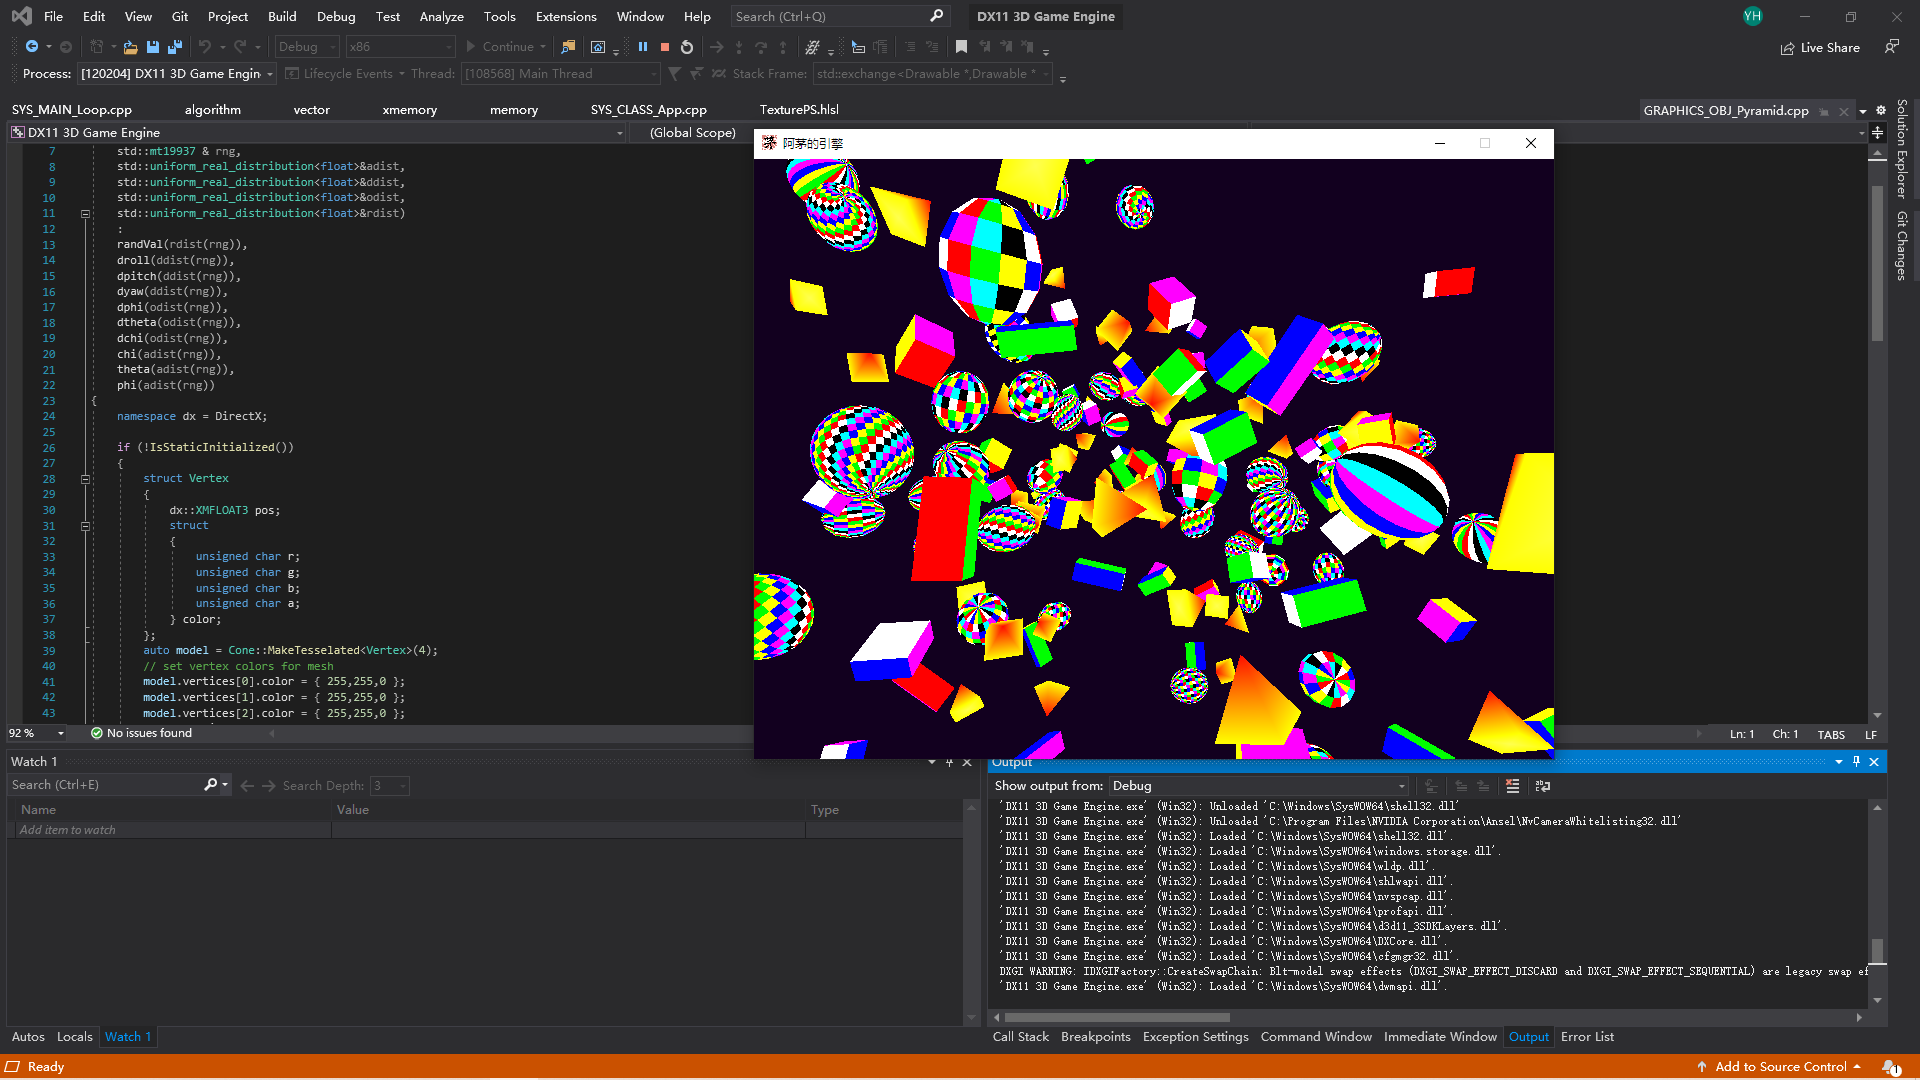 File Edit View Git Project Build Debug Test Analyze Tools Extensions Window Help Search (Ctrl+Q) DX11 3D Game Engine YH
Debug x86 Continue Live Share
Process: [120204] DX11 3D Game Engin Lifecycle Events Thread: [108568] Main Thread Stack Frame: std::exchange<Drawable *,Drawable *
SYS_MAIN_Loop.cpp algorithm vector xmemory memory SYS_CLASS_App.cpp TexturePS.hlsl GRAPHICS_OBJ_Pyramid.cpp
DX11 3D Game Engine (Global Scope)
阿茅的引擎
7 std::mt19937 & rng,
8 std::uniform_real_distribution<float>&adist,
9 std::uniform_real_distribution<float>&ddist,
10 std::uniform_real_distribution<float>&odist,
11 std::uniform_real_distribution<float>&rdist)
12 :
13 randVal(rdist(rng)),
14 droll(ddist(rng)),
15 dpitch(ddist(rng)),
16 dyaw(ddist(rng)),
17 dphi(odist(rng)),
18 dtheta(odist(rng)),
19 dchi(odist(rng)),
20 chi(adist(rng)),
21 theta(adist(rng)),
22 phi(adist(rng))
23 {
24 namespace dx = DirectX;
25
26 if (!IsStaticInitialized())
27 {
28 struct Vertex
29 {
30 dx::XMFLOAT3 pos;
31 struct
32 {
33 unsigned char r;
34 unsigned char g;
35 unsigned char b;
36 unsigned char a;
37 } color;
38 };
39 auto model = Cone::MakeTesselated<Vertex>(4);
40 // set vertex colors for mesh
41 model.vertices[0].color = { 255,255,0 };
42 model.vertices[1].color = { 255,255,0 };
43 model.vertices[2].color = { 255,255,0 };
Solution Explorer
Git Changes
92 % No issues found Ln: 1 Ch: 1 TABS LF
Watch 1
Search (Ctrl+E) Search Depth: 3
Name Value Type
Add item to watch
Autos Locals Watch 1
Output
Show output from: Debug
'DX11 3D Game Engine.exe' (Win32): Unloaded 'C:\Windows\SysWOW64\shell32.dll'
'DX11 3D Game Engine.exe' (Win32): Unloaded 'C:\Program Files\NVIDIA Corporation\Ansel\NvCameraWhitelisting32.dll'
'DX11 3D Game Engine.exe' (Win32): Loaded 'C:\Windows\SysWOW64\shell32.dll'.
'DX11 3D Game Engine.exe' (Win32): Loaded 'C:\Windows\SysWOW64\windows.storage.dll'.
'DX11 3D Game Engine.exe' (Win32): Loaded 'C:\Windows\SysWOW64\wldp.dll'.
'DX11 3D Game Engine.exe' (Win32): Loaded 'C:\Windows\SysWOW64\shlwapi.dll'.
'DX11 3D Game Engine.exe' (Win32): Loaded 'C:\Windows\SysWOW64\nvspcap.dll'.
'DX11 3D Game Engine.exe' (Win32): Loaded 'C:\Windows\SysWOW64\profapi.dll'.
'DX11 3D Game Engine.exe' (Win32): Loaded 'C:\Windows\SysWOW64\d3d11_3SDKLayers.dll'.
'DX11 3D Game Engine.exe' (Win32): Loaded 'C:\Windows\SysWOW64\DXCore.dll'.
'DX11 3D Game Engine.exe' (Win32): Loaded 'C:\Windows\SysWOW64\cfgmgr32.dll'.
DXGI WARNING: IDXGIFactory::CreateSwapChain: Blt-model swap effects (DXGI_SWAP_EFFECT_DISCARD and DXGI_SWAP_EFFECT_SEQUENTIAL) are legacy swap ef
'DX11 3D Game Engine.exe' (Win32): Loaded 'C:\Windows\SysWOW64\dwmapi.dll'.
Call Stack Breakpoints Exception Settings Command Window Immediate Window Output Error List
Ready Add to Source Control 1